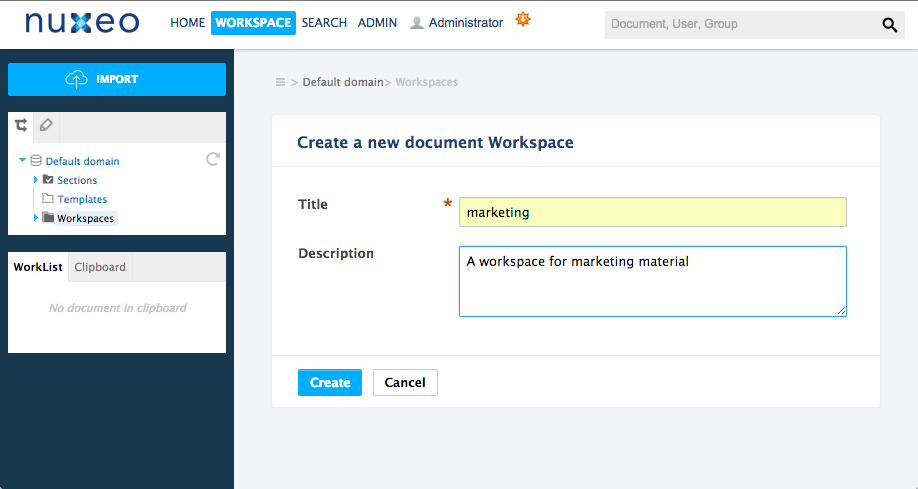 nuxeo HOME WORKSPACE SEARCH ADMIN Administrator Document, User, Group
IMPORT
> Default domain> Workspaces
Default domain
Sections
Templates
Workspaces
WorkList Clipboard
No document in clipboard
Create a new document Workspace
Title * marketing
Description A workspace for marketing material
Create Cancel